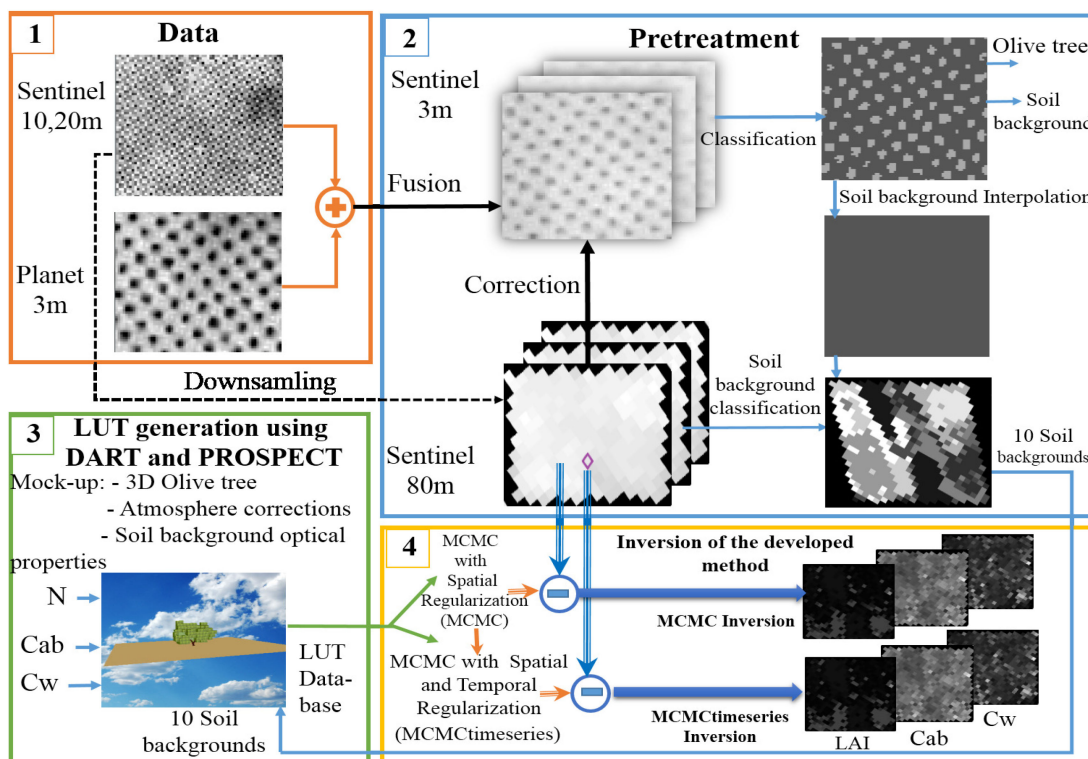 1
Data
Sentinel
10,20m
Planet
3m
Downsamling
2
Pretreatment
Sentinel
3m
Fusion
Correction
Classification
Olive tree
Soil
background
Soil background Interpolation
Soil
background
classification
Sentinel
80m
10 Soil
backgrounds
3
LUT generation using
DART and PROSPECT
Mock-up: - 3D Olive tree
- Atmosphere corrections
- Soil background optical
properties
N
Cab
Cw
LUT
Data-
base
10 Soil
backgrounds
4
MCMC
with
Spatial
Regularization
(MCMC)
MCMC with Spatial
and Temporal
Regularization
(MCMCtimeseries)
Inversion of the developed
method
MCMC Inversion
MCMCtimeseries
Inversion
LAI
Cab
Cw